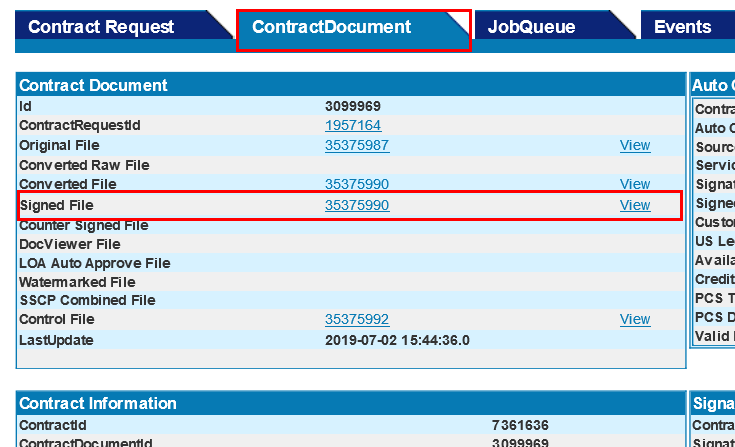 Contract Request ContractDocument JobQueue Events
Contract Document
Id 3099969
ContractRequestId 1957164
Original File 35375987 View
Converted Raw File
Converted File 35375990 View
Signed File 35375990 View
Counter Signed File
DocViewer File
LOA Auto Approve File
Watermarked File
SSCP Combined File
Control File 35375992 View
LastUpdate 2019-07-02 15:44:36.0
Auto
Contra
Auto
Sourc
Servic
Signat
Signe
Custo
US Le
Availa
Credit
PCS T
PCS D
Valid
Contract Information
ContractId 7361636
ContractDocumentId 3099969
Signa
Contra
Signat